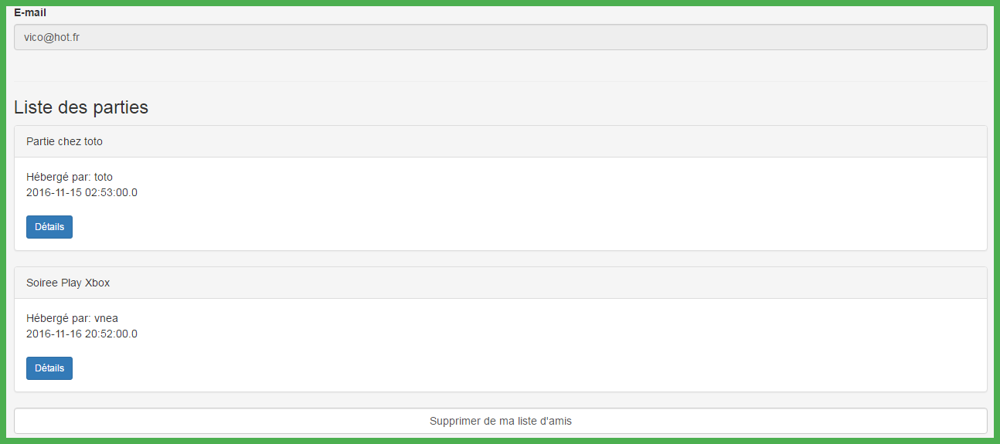 E-mail
vico@hot.fr
Liste des parties
Partie chez toto
Hébergé par: toto
2016-11-15 02:53:00.0
Détails
Soiree Play Xbox
Hébergé par: vnea
2016-11-16 20:52:00.0
Détails
Supprimer de ma liste d'amis